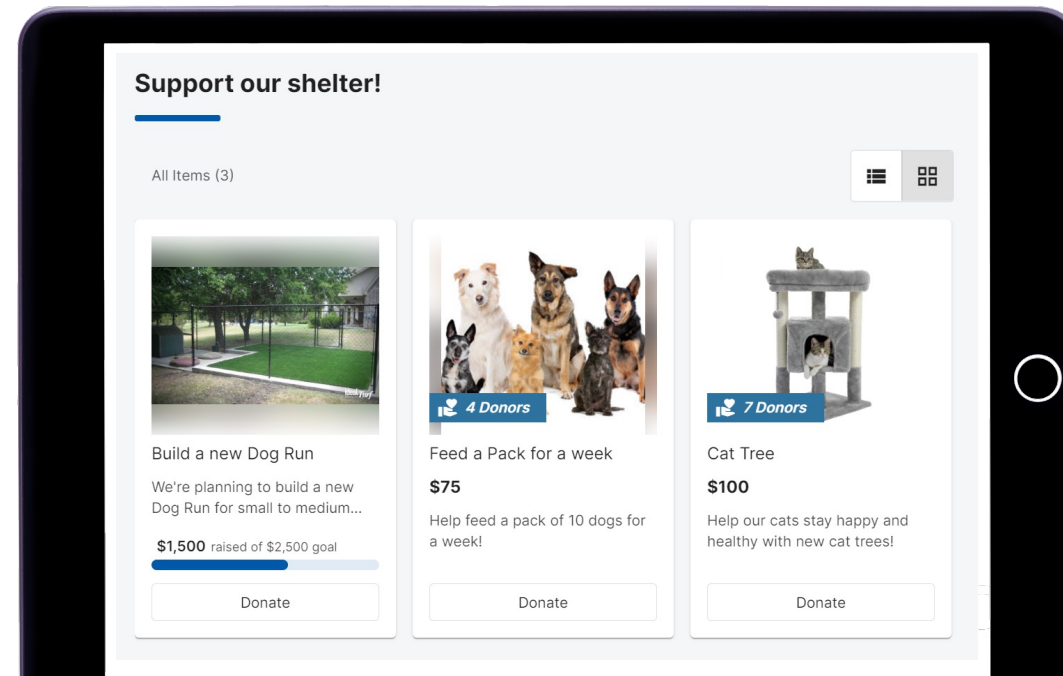 Support our shelter!
All Items (3)
4 Donors
7 Donors
Build a new Dog Run
We're planning to build a new
Dog Run for small to medium...
$1,500 raised of $2,500 goal
Donate
Feed a Pack for a week
$75
Help feed a pack of 10 dogs for
a week!
Donate
Cat Tree
$100
Help our cats stay happy and
healthy with new cat trees!
Donate